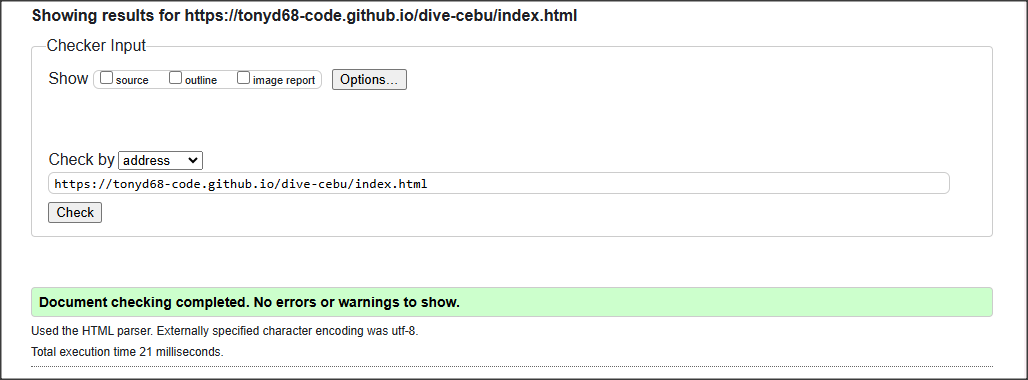 Showing results for https://tonyd68-code.github.io/dive-cebu/index.html
Checker Input
Show source outline image report Options...
Check by address
https://tonyd68-code.github.io/dive-cebu/index.html
Check
Document checking completed. No errors or warnings to show.
Used the HTML parser. Externally specified character encoding was utf-8.
Total execution time 21 milliseconds.